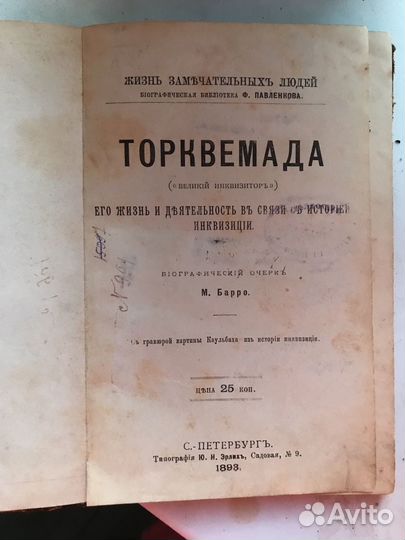 ЖИЗНЬ ЗАМѢЧАТЕЛЬНЫХЪ ЛЮДЕЙ
БІОГРАФИЧЕСКАЯ БИБЛІОТЕКА Ф. ПАВЛЕНКОВА.
ТОРКВЕМАДА
(«ВЕЛИКІЙ ИНКВИЗИТОРЪ»)
ЕГО ЖИЗНЬ И ДѢЯТЕЛЬНОСТЬ ВЪ СВЯЗИ СЪ ИСТОРІЕЙ
ИНКВИЗИЦІИ.
БІОГРАФИЧЕСКІЙ ОЧЕРКЪ
М. Барро.
Съ гравюрой картины Каульбаха изъ исторіи инквизиціи.
ЦѢНА 25 КОП.
С.-ПЕТЕРБУРГЪ.
Типографія Ю. Н. Эрлихъ, Садовая, № 9.
1893.
Avito